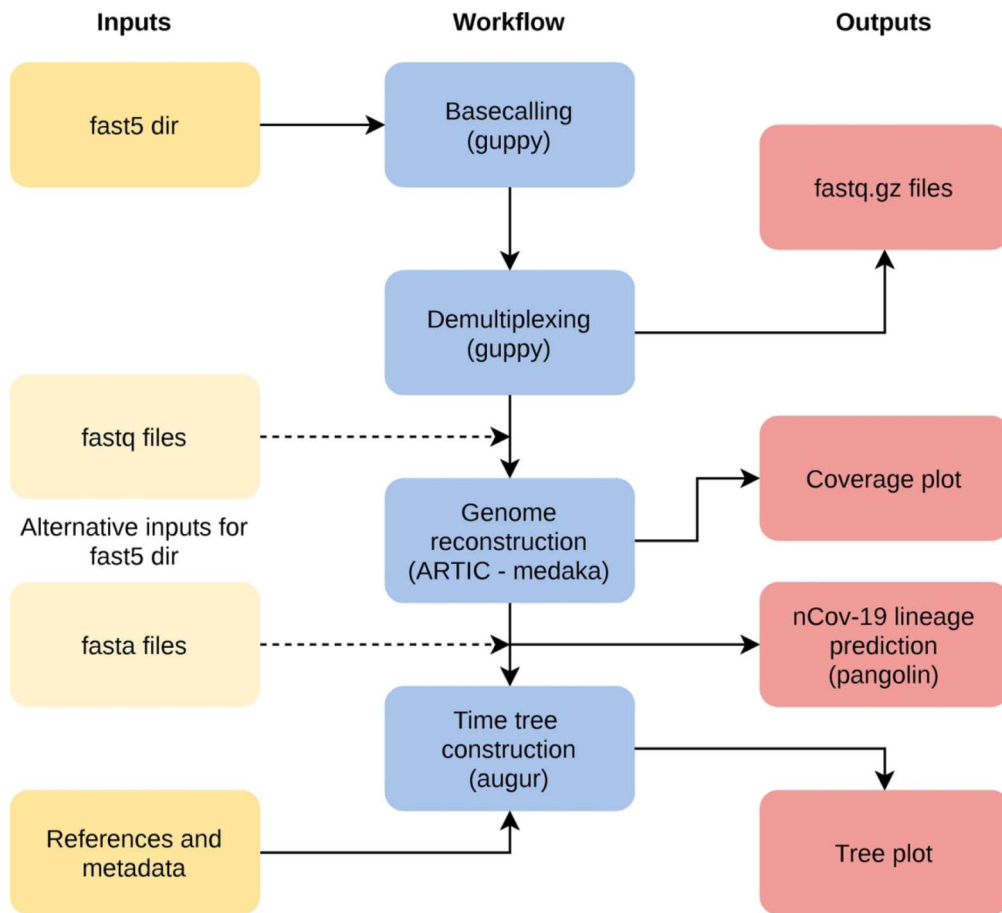 Inputs
Workflow
Outputs
fast5 dir
Basecalling
(guppy)
fastq.gz files
Demultiplexing
(guppy)
fastq files
Coverage plot
Genome
reconstruction
(ARTIC - medaka)
Alternative inputs for
fast5 dir
fasta files
nCov-19 lineage
prediction
(pangolin)
Time tree
construction
(augur)
References and
metadata
Tree plot